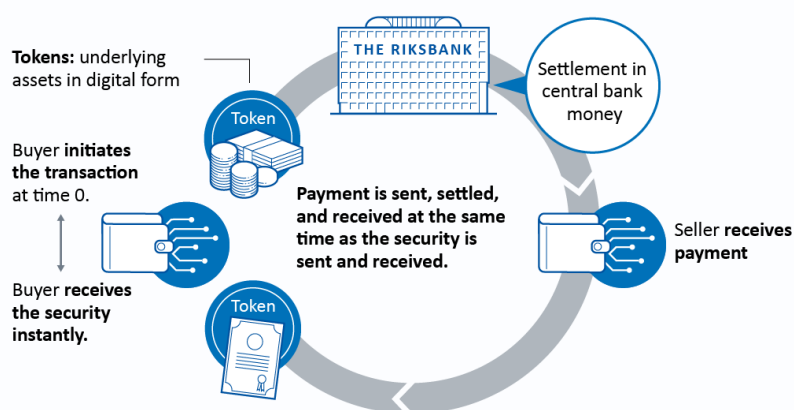 Tokens: underlying
assets in digital form
Token
THE RIKSBANK
Settlement in
central bank
money
Buyer initiates
the transaction
at time 0.
Payment is sent, settled,
and received at the same
time as the security is
sent and received.
Seller receives
payment
Buyer receives
the security
instantly.
Token